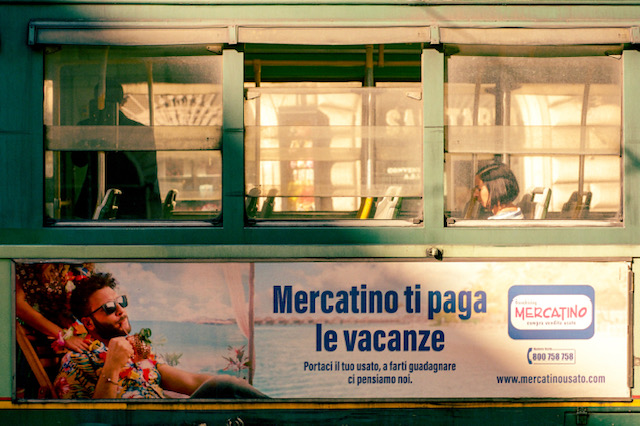 Mercatino ti paga
le vacanze
Portaci il tuo usato, a farti guadagnare
ci pensiamo noi.
MERCATINO
compra vendita usato
800 758 758
www.mercatinousato.com